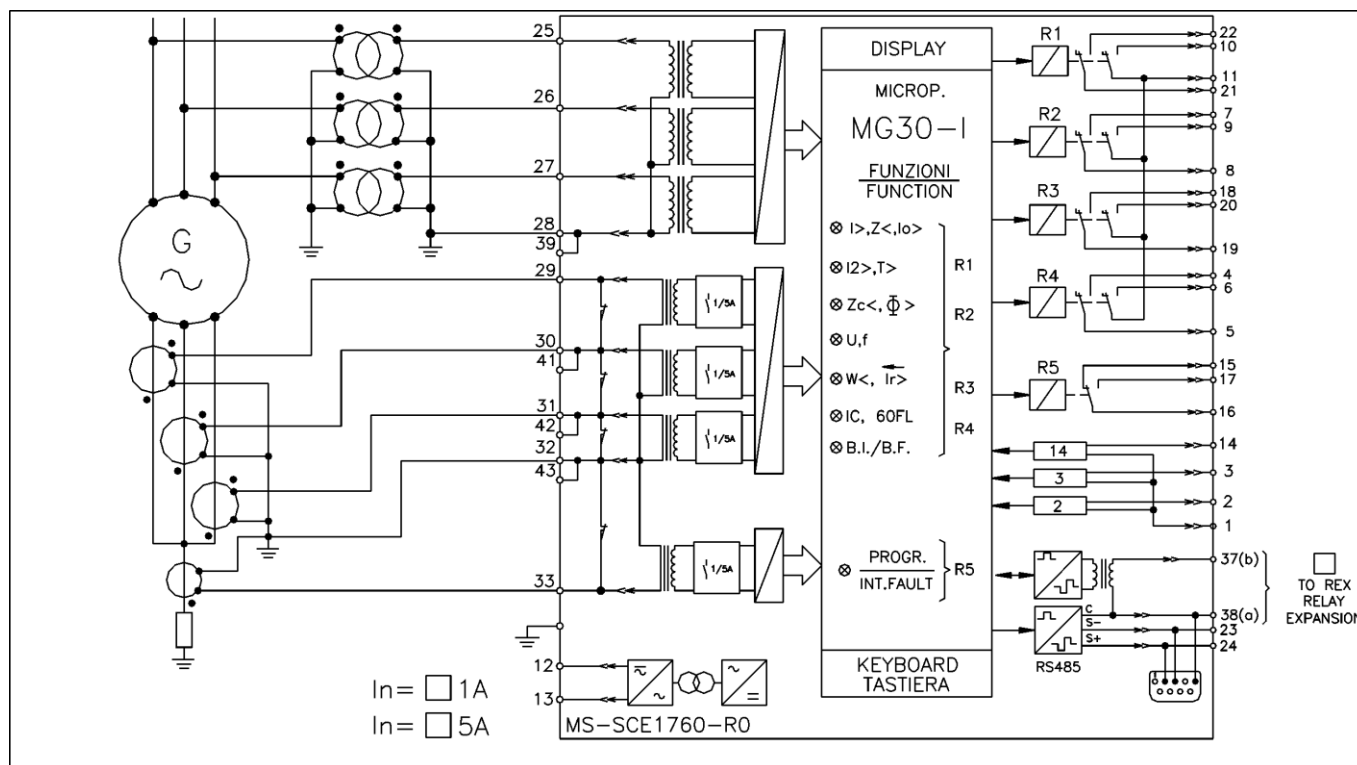 G
25
26
27
28
39
29
30
41
31
42
32
43
33
12
13
In= 1A
In= 5A
1/5A
1/5A
1/5A
1/5A
MS-SCE1760-R0
DISPLAY
MICROP.
MG30-I
FUNZIONI
FUNCTION
I>,Z<,Io>
I2>,T>
Zc<,Φ>
U,f
W<, Ir>
IC, 60FL
B.I./B.F.
R1
R2
R3
R4
PROGR.
INT.FAULT
R5
KEYBOARD
TASTIERA
R1
R2
R3
R4
R5
14
3
2
C
S-
S+
RS485
22
10
11
21
7
9
8
18
20
19
4
6
5
15
17
16
14
3
2
1
37(b)
38(a)
23
24
TO REX
RELAY
EXPANSION